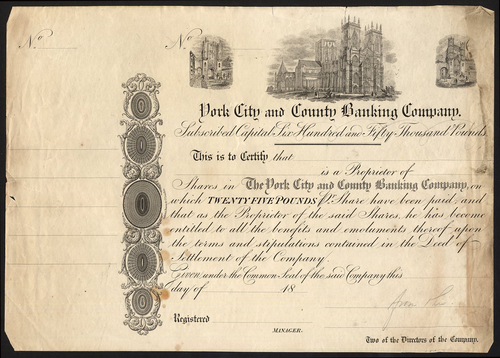 No.
No.
York City and County Banking Company.
Subscribed Capital Six Hundred and Fifty Thousand Pounds
This is to Certify that
is a Proprietor of
Shares in The York City and County Banking Company, on
which TWENTY FIVE POUNDS Pr. Share have been paid, and
that as the Proprietor of the said Shares, he has become
entitled to all the benefits and emoluments thereof upon
the terms and stipulations contained in the Deed of
Settlement of the Company.
Given under the Common Seal of the said Company this
day of 18
Registered
MANAGER.
Two of the Directors of the Company.